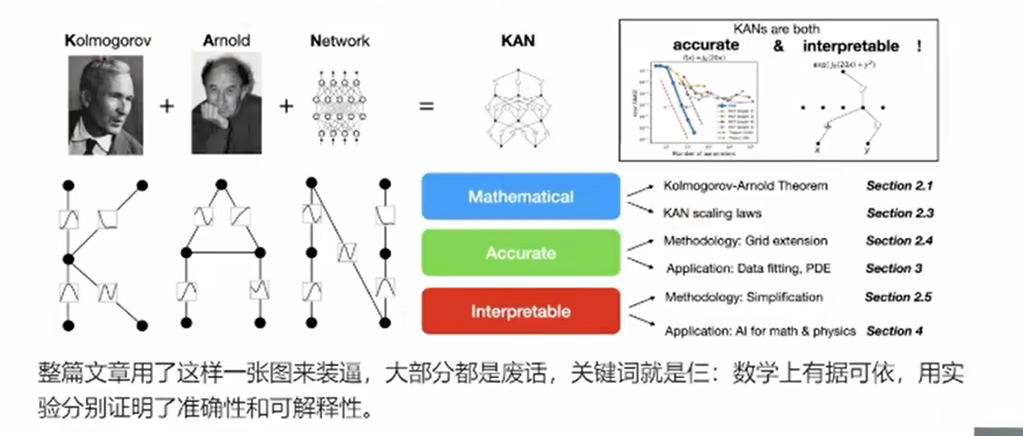 Kolmogorov Arnold Network KAN
+ + =
KANs are both
accurate & interpretable !
f(x) = J₀(20x)
exp(J₀(20x) + y²)
Number of parameters
x y
Mathematical
Accurate
Interpretable
Kolmogorov-Arnold Theorem Section 2.1
KAN scaling laws Section 2.3
Methodology: Grid extension Section 2.4
Application: Data fitting, PDE Section 3
Methodology: Simplification Section 2.5
Application: AI for math & physics Section 4
整篇文章用了这样一张图来装逼，大部分都是废话，关键词就是仨：数学上有据可依，用实
验分别证明了准确性和可解释性。